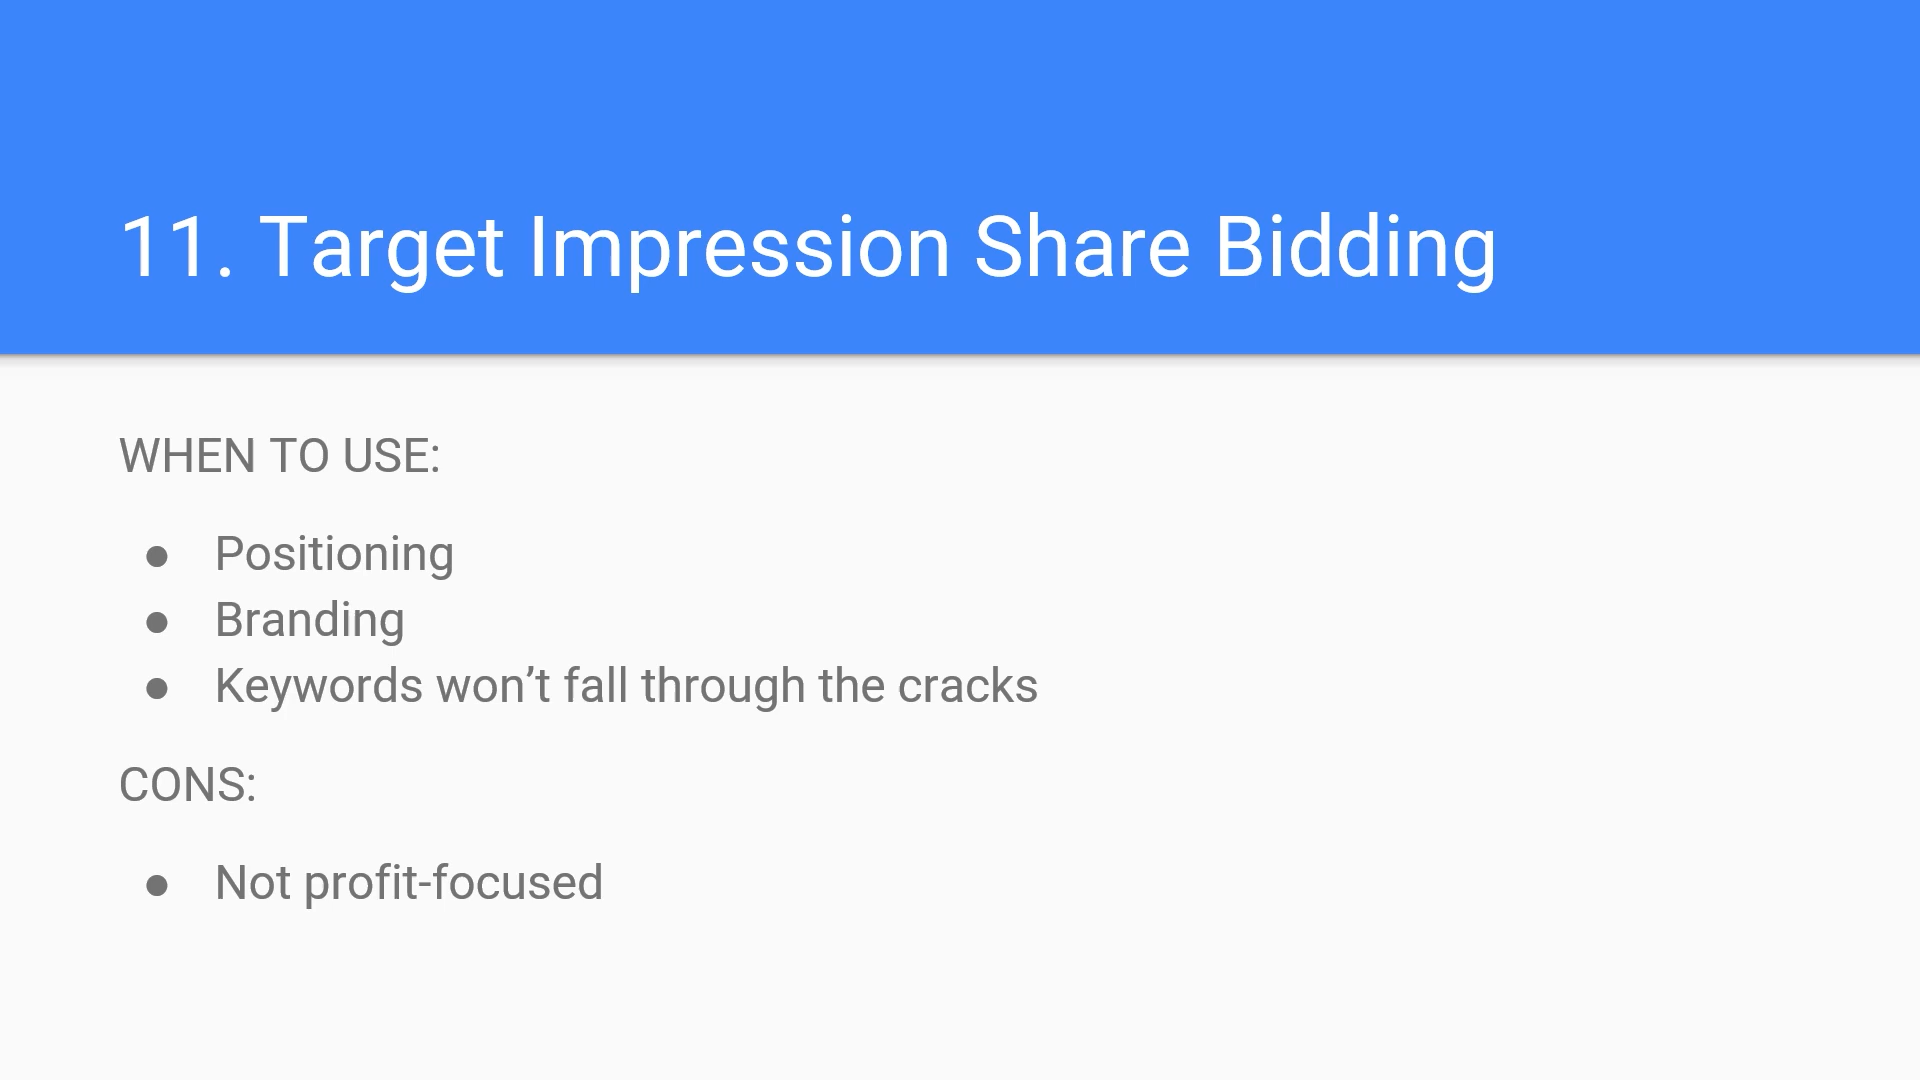 11. Target Impression Share Bidding
WHEN TO USE:
● Positioning
● Branding
● Keywords won’t fall through the cracks
CONS:
● Not profit-focused